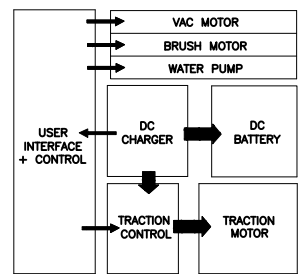 VAC MOTOR
BRUSH MOTOR
WATER PUMP
USER
INTERFACE
+ CONTROL
DC
CHARGER
DC
BATTERY
TRACTION
CONTROL
TRACTION
MOTOR